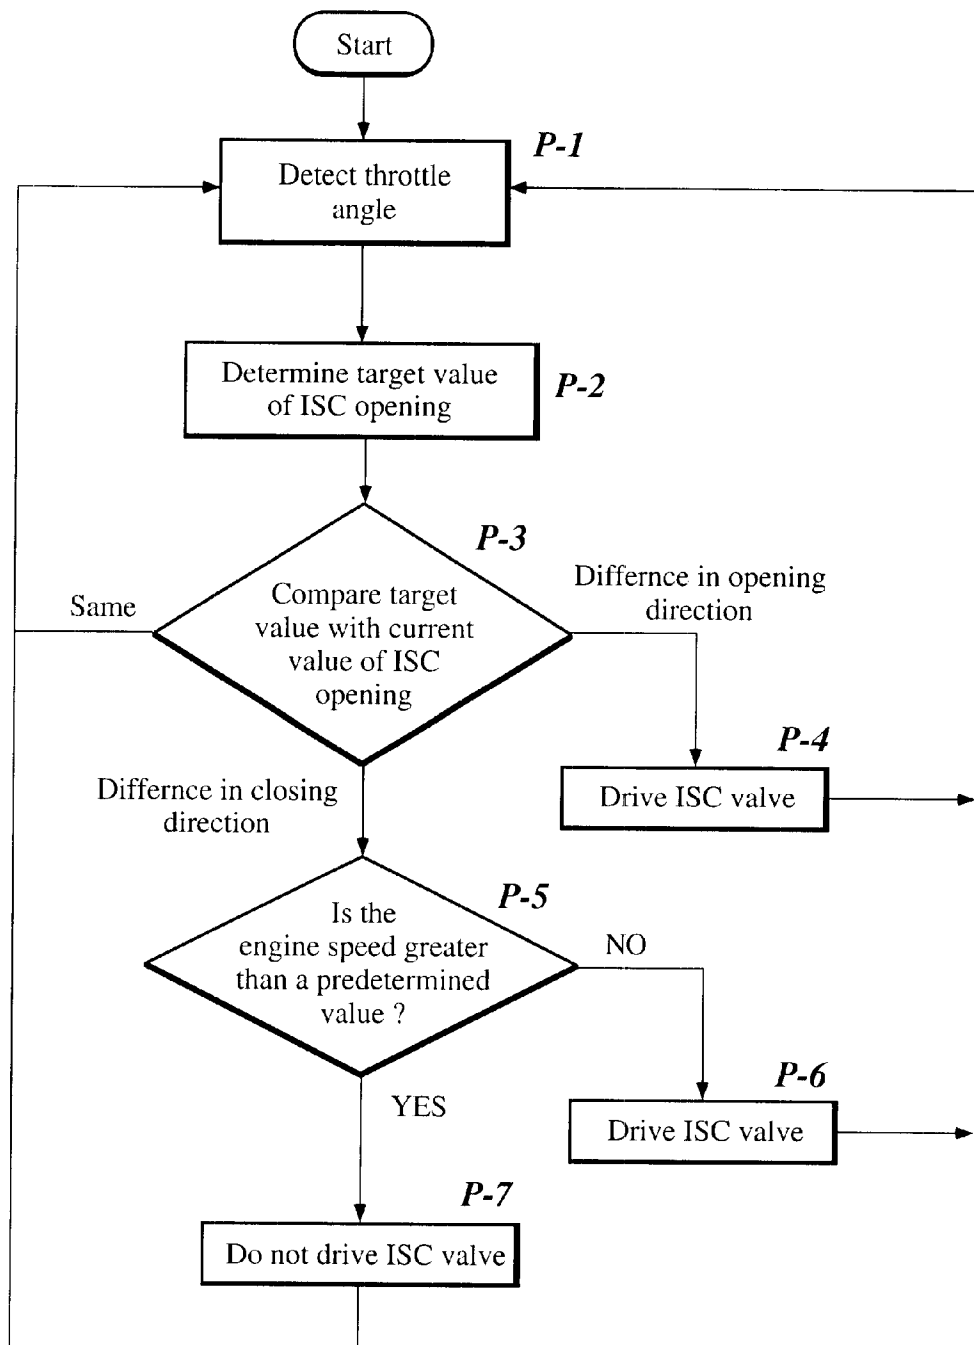 Start
P-1
Detect throttle
angle
Determine target value
of ISC opening
P-2
P-3
Compare target
value with current
value of ISC
opening
Same
Differnce in opening
direction
P-4
Drive ISC valve
Differnce in closing
direction
P-5
Is the
engine speed greater
than a predetermined
value ?
NO
P-6
Drive ISC valve
YES
P-7
Do not drive ISC valve